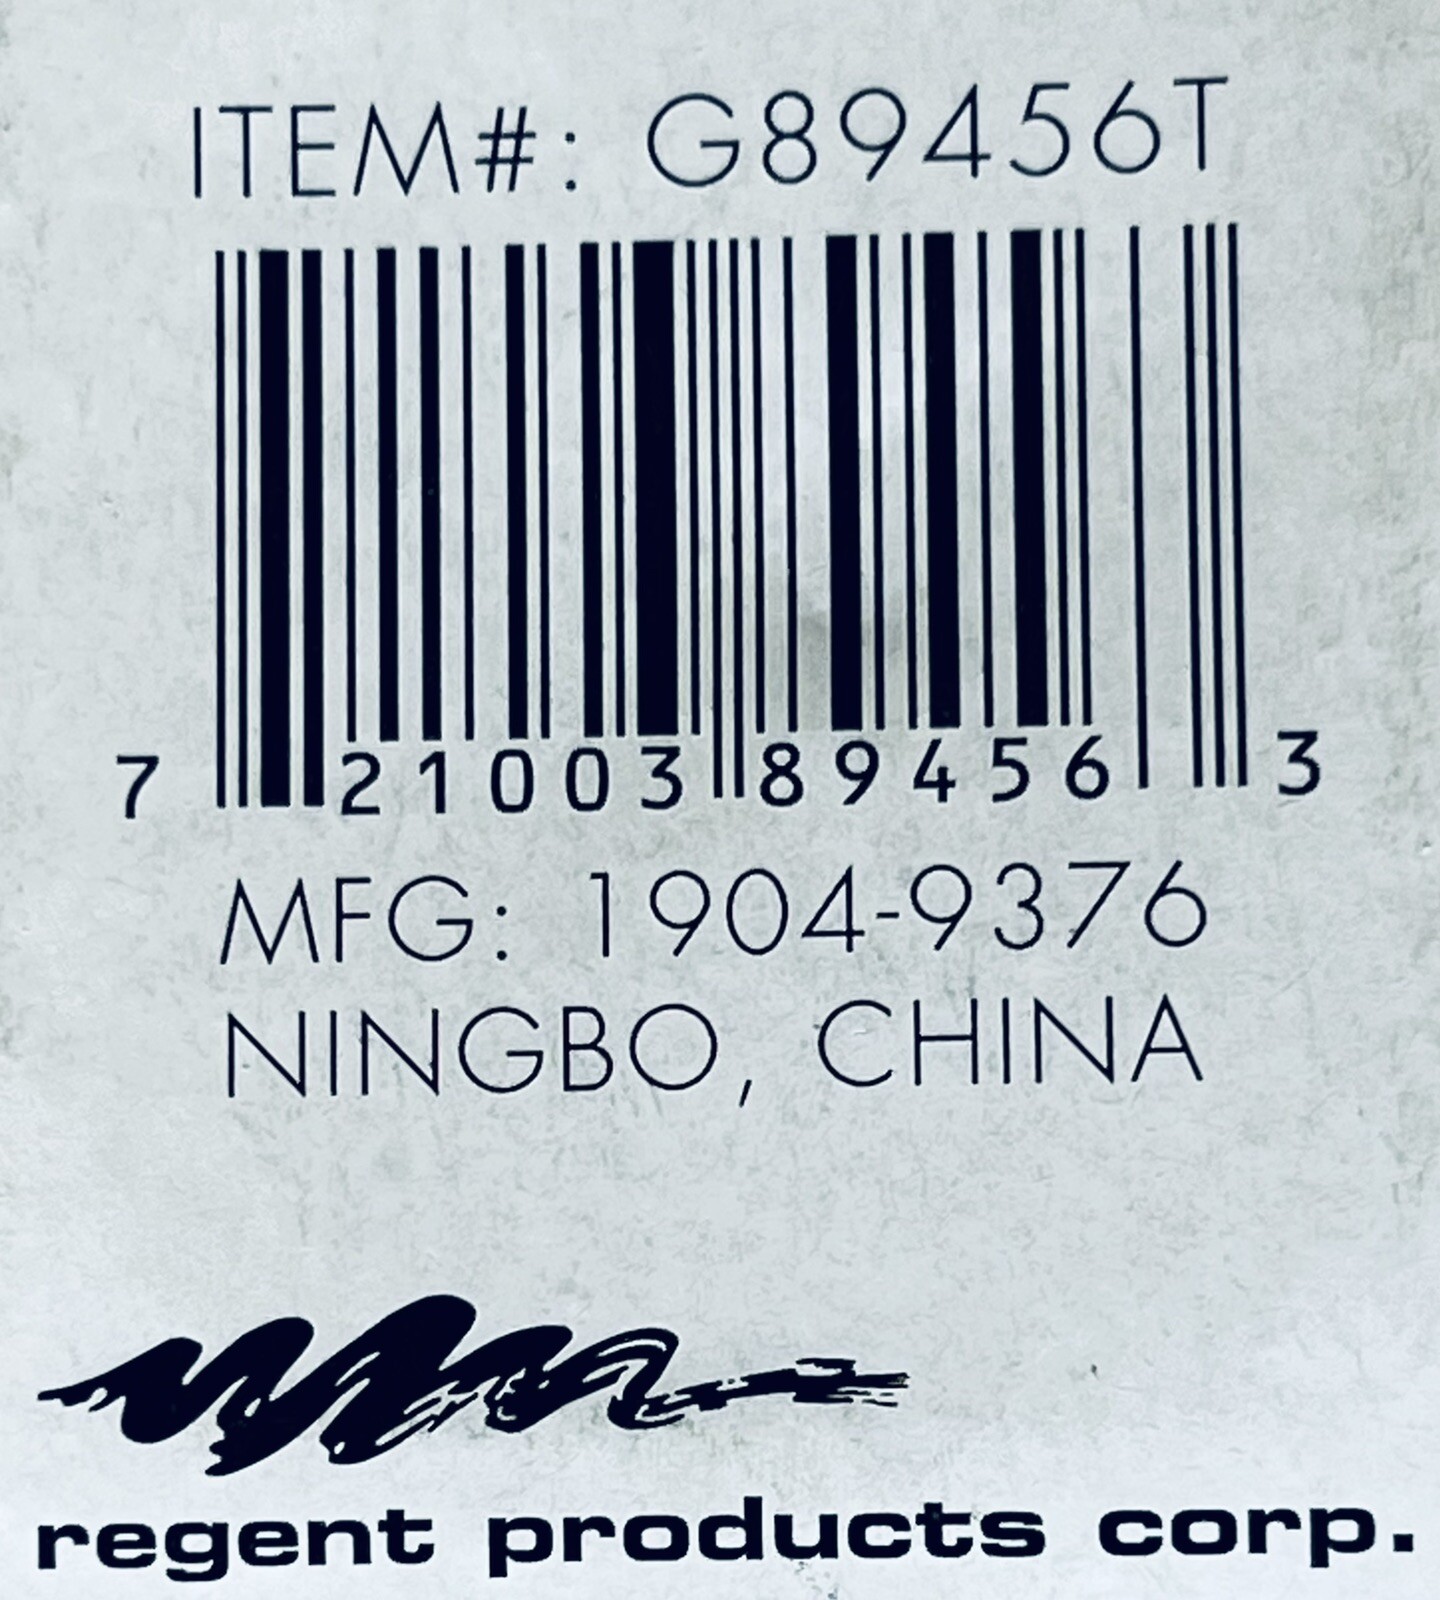 ITEM#: G89456T
7 21003 89456 3
MFG: 1904-9376
NINGBO, CHINA
regent products corp.